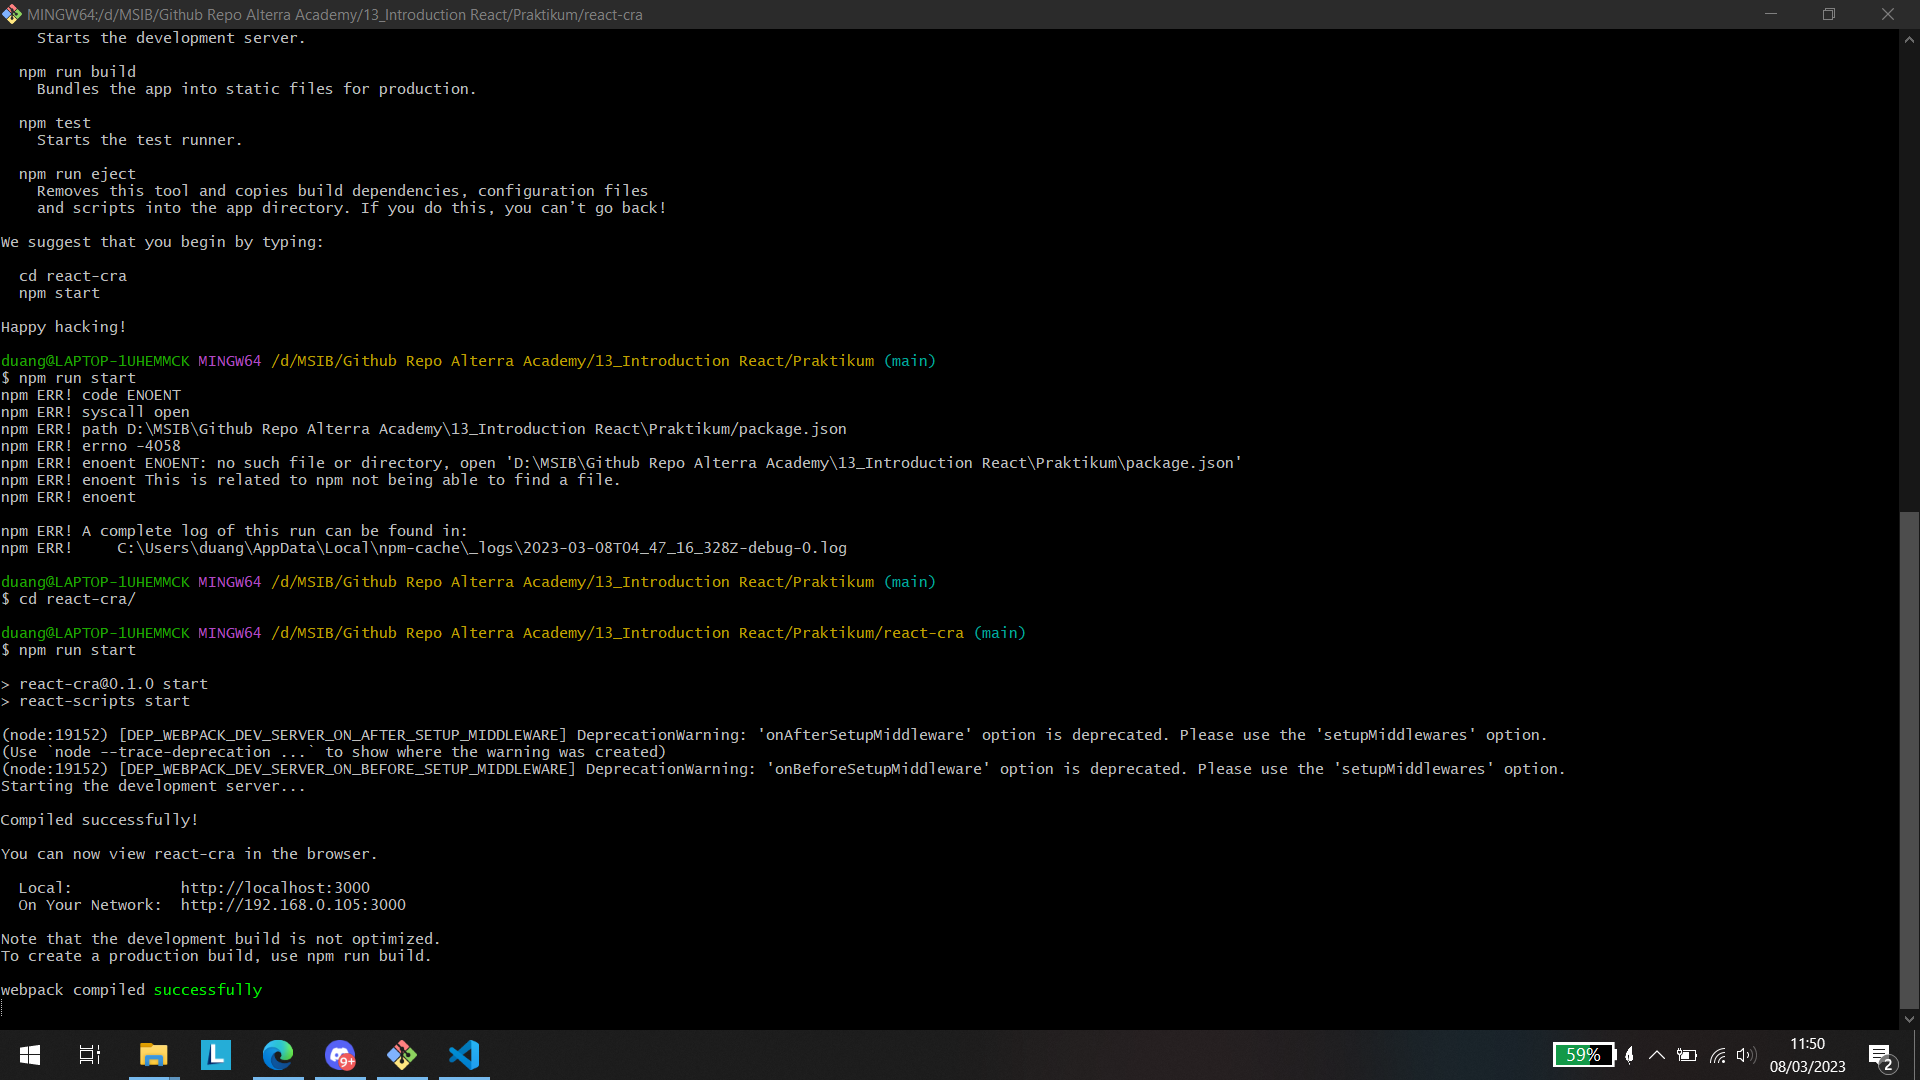 MINGW64:/d/MSIB/Github Repo Alterra Academy/13_Introduction React/Praktikum/react-cra
    Starts the development server.

  npm run build
    Bundles the app into static files for production.

  npm test
    Starts the test runner.

  npm run eject
    Removes this tool and copies build dependencies, configuration files
    and scripts into the app directory. If you do this, you can’t go back!

We suggest that you begin by typing:

  cd react-cra
  npm start

Happy hacking!

duang@LAPTOP-1UHEMMCK MINGW64 /d/MSIB/Github Repo Alterra Academy/13_Introduction React/Praktikum (main)
$ npm run start
npm ERR! code ENOENT
npm ERR! syscall open
npm ERR! path D:\MSIB\Github Repo Alterra Academy\13_Introduction React\Praktikum/package.json
npm ERR! errno -4058
npm ERR! enoent ENOENT: no such file or directory, open 'D:\MSIB\Github Repo Alterra Academy\13_Introduction React\Praktikum\package.json'
npm ERR! enoent This is related to npm not being able to find a file.
npm ERR! enoent

npm ERR! A complete log of this run can be found in:
npm ERR!     C:\Users\duang\AppData\Local\npm-cache\_logs\2023-03-08T04_47_16_328Z-debug-0.log

duang@LAPTOP-1UHEMMCK MINGW64 /d/MSIB/Github Repo Alterra Academy/13_Introduction React/Praktikum (main)
$ cd react-cra/

duang@LAPTOP-1UHEMMCK MINGW64 /d/MSIB/Github Repo Alterra Academy/13_Introduction React/Praktikum/react-cra (main)
$ npm run start

> react-cra@0.1.0 start
> react-scripts start

(node:19152) [DEP_WEBPACK_DEV_SERVER_ON_AFTER_SETUP_MIDDLEWARE] DeprecationWarning: 'onAfterSetupMiddleware' option is deprecated. Please use the 'setupMiddlewares' option.
(Use `node --trace-deprecation ...` to show where the warning was created)
(node:19152) [DEP_WEBPACK_DEV_SERVER_ON_BEFORE_SETUP_MIDDLEWARE] DeprecationWarning: 'onBeforeSetupMiddleware' option is deprecated. Please use the 'setupMiddlewares' option.
Starting the development server...

Compiled successfully!

You can now view react-cra in the browser.

  Local:            http://localhost:3000
  On Your Network:  http://192.168.0.105:3000

Note that the development build is not optimized.
To create a production build, use npm run build.

webpack compiled successfully
L
9+
59%
11:50
08/03/2023
2